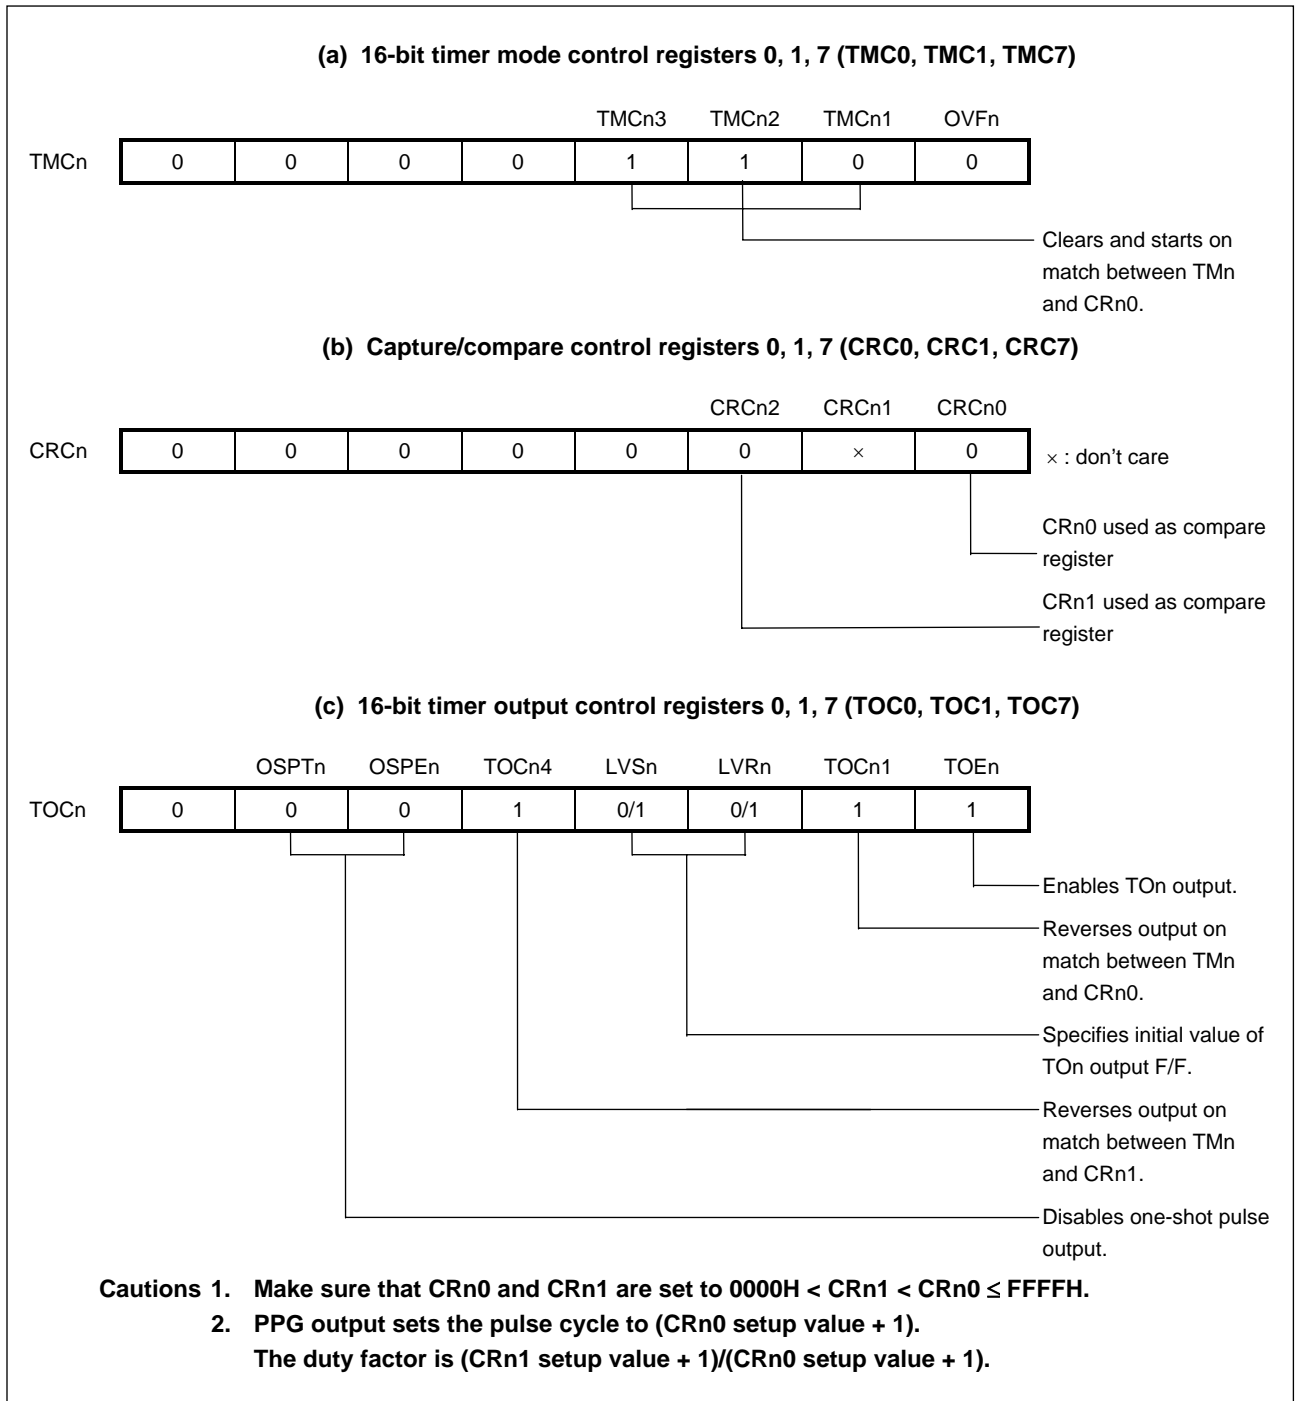 (a) 16-bit timer mode control registers 0, 1, 7 (TMC0, TMC1, TMC7)
TMCn3 TMCn2 TMCn1 OVFn
TMCn 0 0 0 0 1 1 0 0
Clears and starts on
match between TMn
and CRn0.
(b) Capture/compare control registers 0, 1, 7 (CRC0, CRC1, CRC7)
CRCn2 CRCn1 CRCn0
CRCn 0 0 0 0 0 0 × 0 × : don't care
CRn0 used as compare
register
CRn1 used as compare
register
(c) 16-bit timer output control registers 0, 1, 7 (TOC0, TOC1, TOC7)
OSPTn OSPEn TOCn4 LVSn LVRn TOCn1 TOEn
TOCn 0 0 0 1 0/1 0/1 1 1
Enables TOn output.
Reverses output on
match between TMn
and CRn0.
Specifies initial value of
TOn output F/F.
Reverses output on
match between TMn
and CRn1.
Disables one-shot pulse
output.
Cautions 1. Make sure that CRn0 and CRn1 are set to 0000H < CRn1 < CRn0 ≤ FFFFH.
2. PPG output sets the pulse cycle to (CRn0 setup value + 1).
The duty factor is (CRn1 setup value + 1)/(CRn0 setup value + 1).